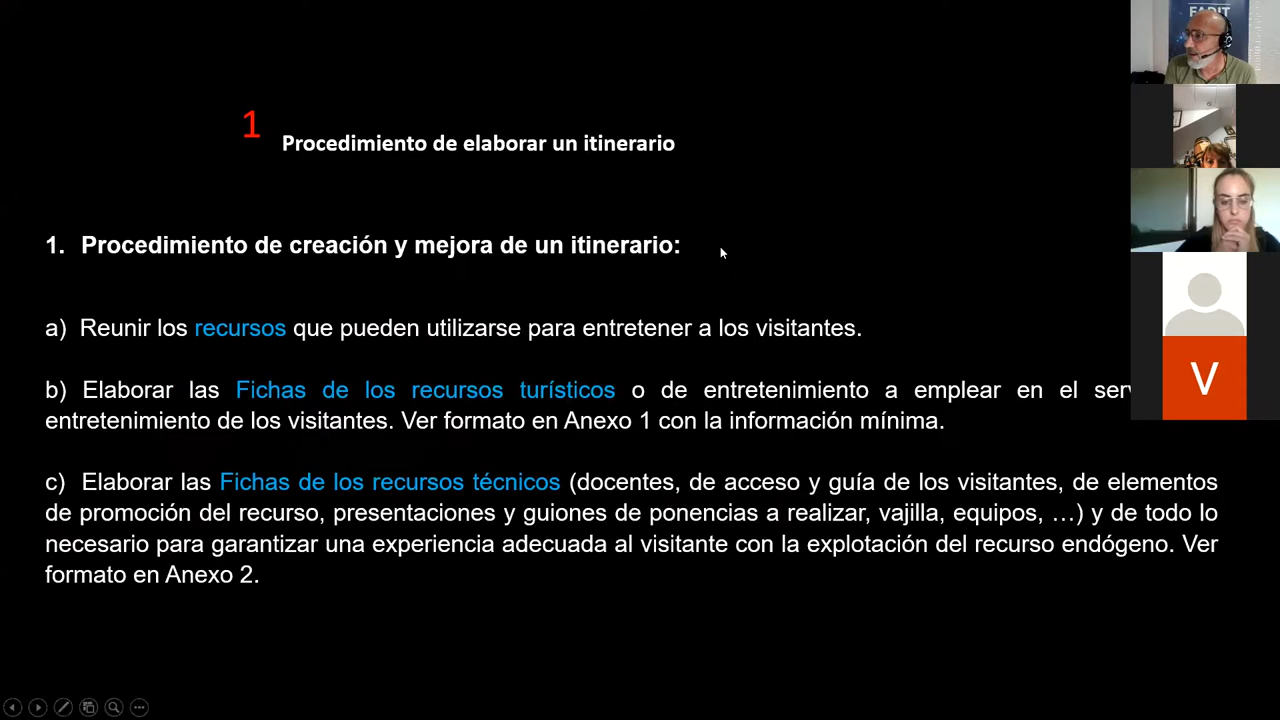 FADIT
1
Procedimiento de elaborar un itinerario
1. Procedimiento de creación y mejora de un itinerario:
a) Reunir los recursos que pueden utilizarse para entretener a los visitantes.
b) Elaborar las Fichas de los recursos turísticos o de entretenimiento a emplear en el
entretenimiento de los visitantes. Ver formato en Anexo 1 con la información mínima.
c) Elaborar las Fichas de los recursos técnicos (docentes, de acceso y guía de los visitantes, de elementos
de promoción del recurso, presentaciones y guiones de ponencias a realizar, vajilla, equipos, …) y de todo lo
necesario para garantizar una experiencia adecuada al visitante con la explotación del recurso endógeno. Ver
formato en Anexo 2.
V